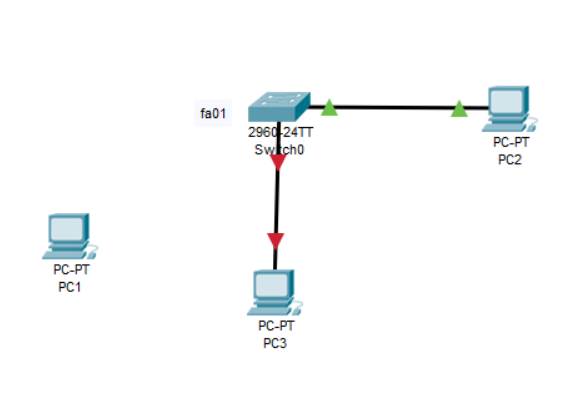 fa01
2960-24TT
Switch0
PC-PT
PC2
PC-PT
PC1
PC-PT
PC3